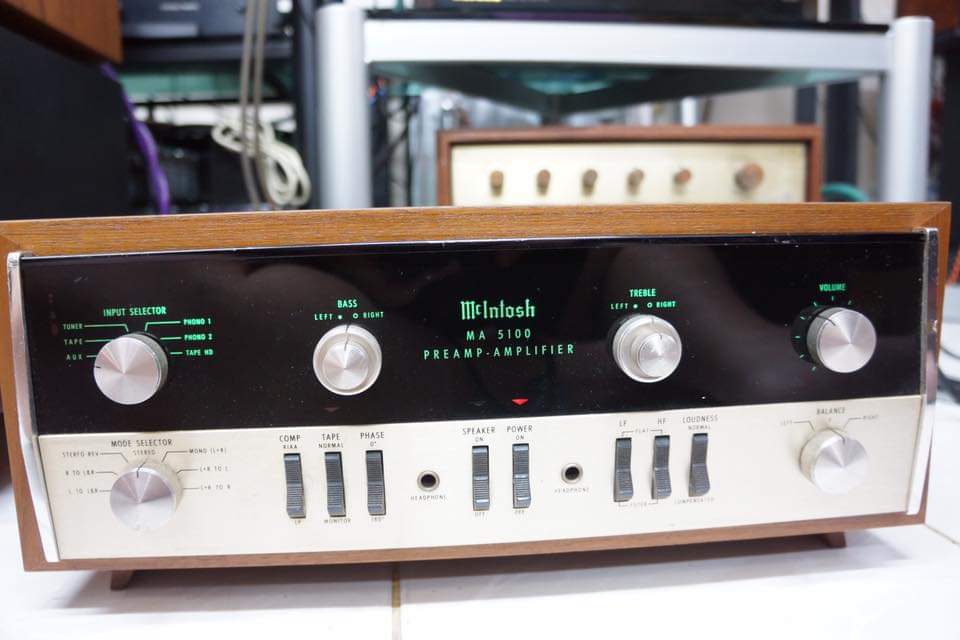 INPUT SELECTOR
TUNER
TAPE
AUX
PHONO 1
PHONO 2
TAPE HD
BASS
LEFT RIGHT
McIntosh
MA 5100
PREAMP-AMPLIFIER
TREBLE
LEFT RIGHT
VOLUME
MODE SELECTOR
STEREO REV
STEREO
MONO (L+R)
R TO L&R
L+R TO L
L TO L&R
L+R TO R
COMP
RIAA
LP
TAPE
NORMAL
MONITOR
PHASE
0°
180°
HEADPHONE
SPEAKER
ON
OFF
POWER
ON
OFF
HEADPHONE
LF HF
FLAT
FILTER
LOUDNESS
NORMAL
COMPENSATED
BALANCE
LEFT RIGHT